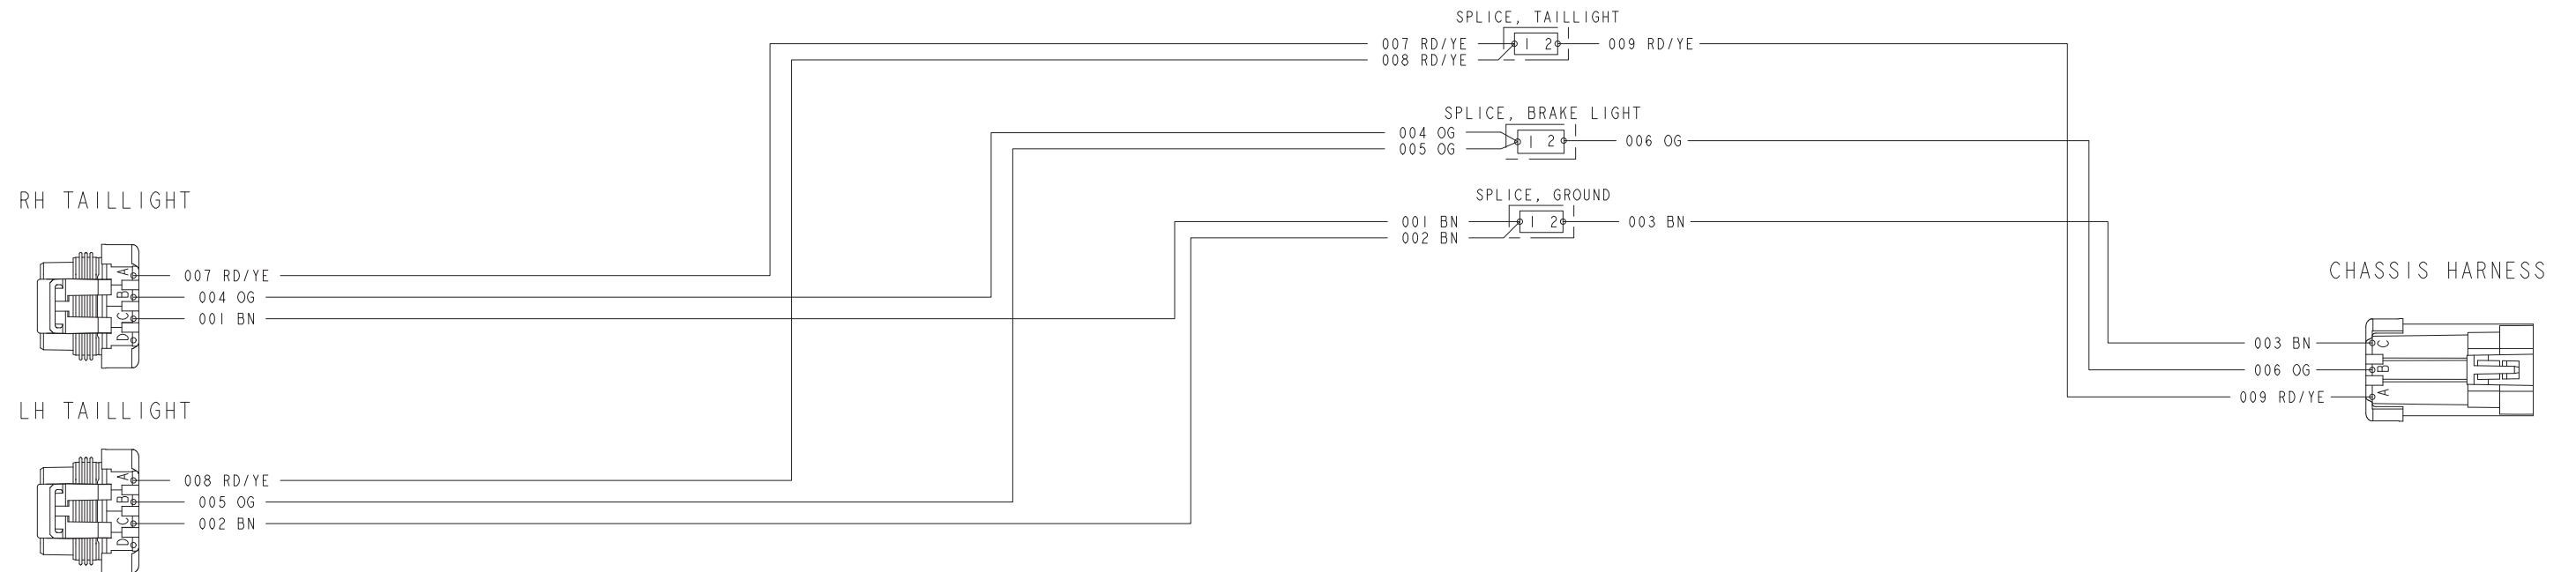 SPLICE, TAILLIGHT
007 RD/YE 1 2 009 RD/YE
008 RD/YE
SPLICE, BRAKE LIGHT
004 OG
005 OG 1 2 006 OG
SPLICE, GROUND
001 BN 1 2 003 BN
002 BN
RH TAILLIGHT
A 007 RD/YE
B 004 OG
C 001 BN
D
LH TAILLIGHT
A 008 RD/YE
B 005 OG
C 002 BN
D
CHASSIS HARNESS
003 BN C
006 OG B
009 RD/YE A